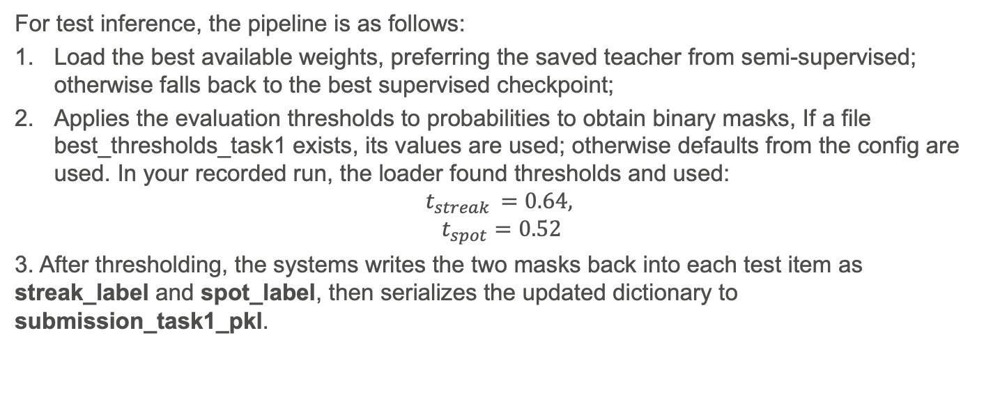 For test inference, the pipeline is as follows:
1. Load the best available weights, preferring the saved teacher from semi-supervised;
otherwise falls back to the best supervised checkpoint;
2. Applies the evaluation thresholds to probabilities to obtain binary masks, If a file
best_thresholds_task1 exists, its values are used; otherwise defaults from the config are
used. In your recorded run, the loader found thresholds and used:
t_streak = 0.64,
t_spot = 0.52
3. After thresholding, the systems writes the two masks back into each test item as
streak_label and spot_label, then serializes the updated dictionary to
submission_task1_pkl.